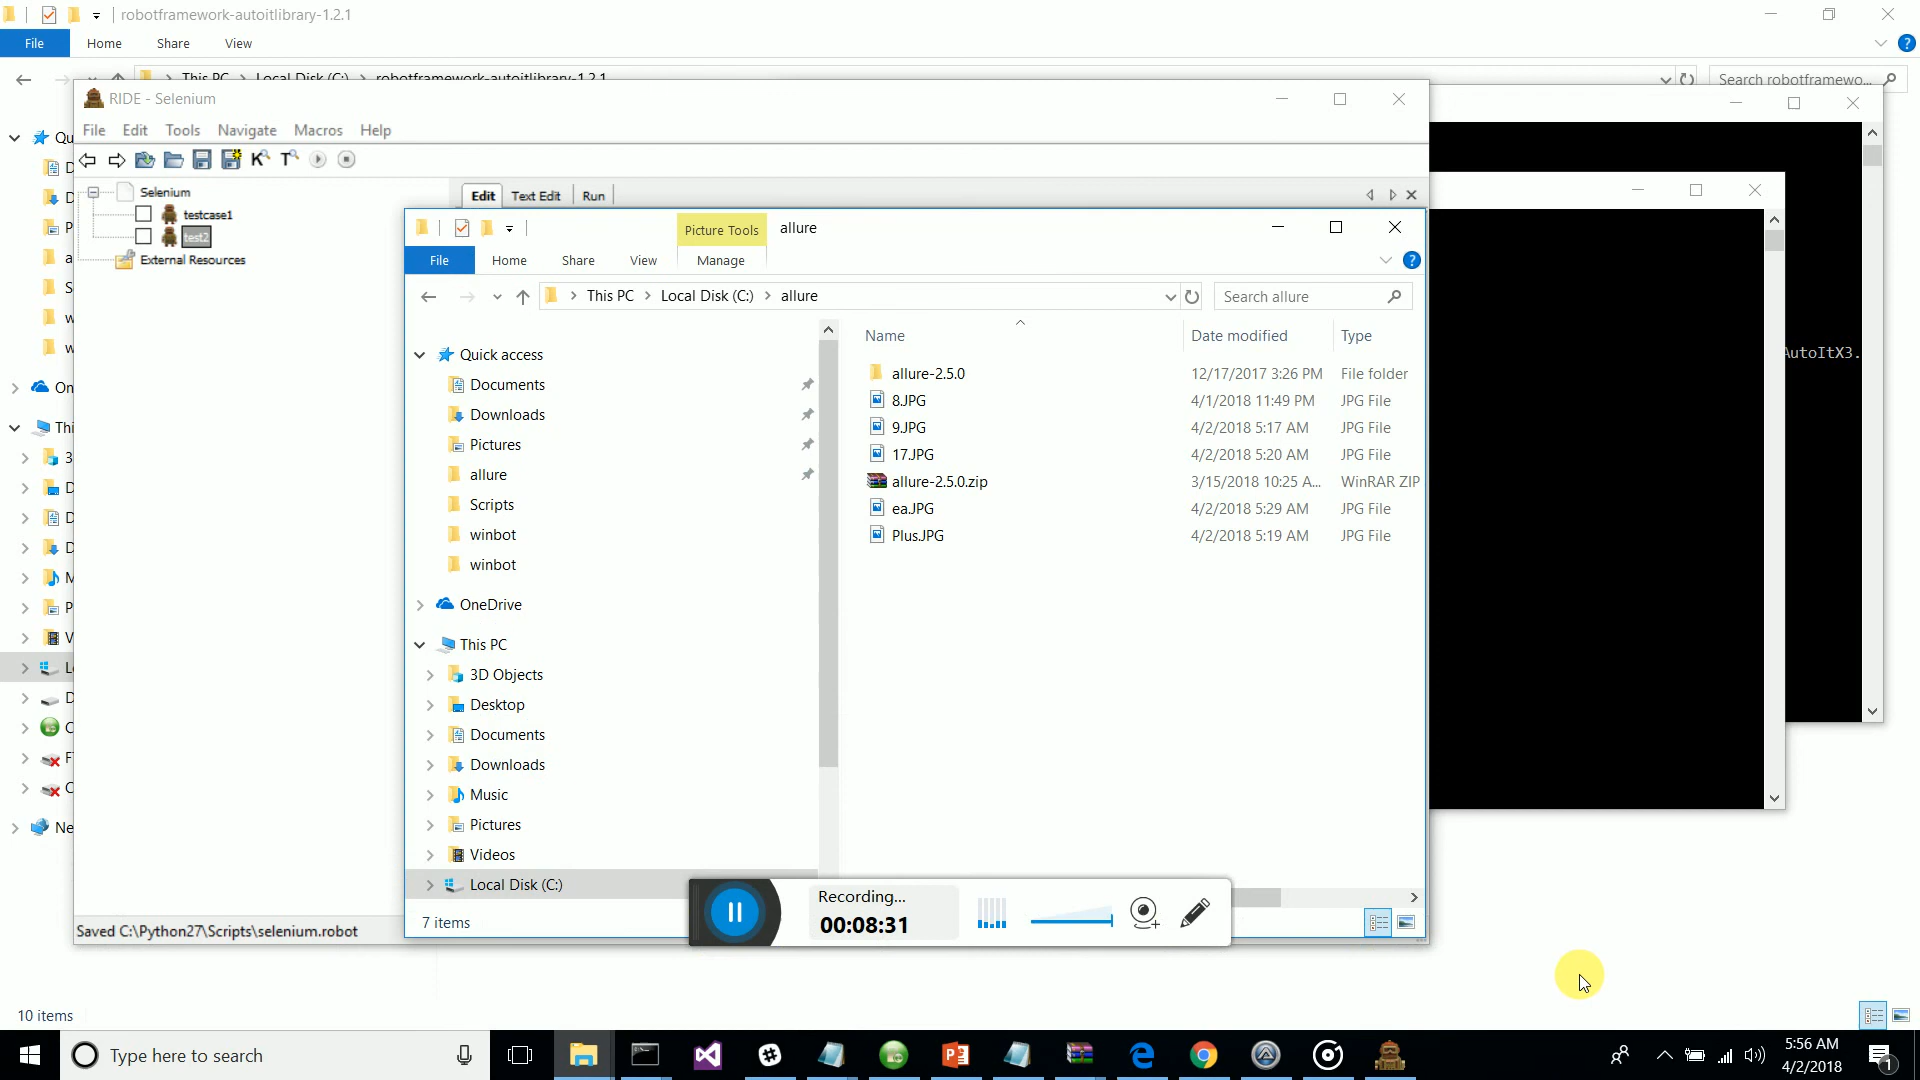 robotframework-autoitlibrary-1.2.1
File Home Share View
This PC Local Disk (C:) robotframework-autoitlibrary-1.2.1
Search robotframewo...
RIDE - Selenium
File Edit Tools Navigate Macros Help
K T
Selenium
testcase1
test2
External Resources
Edit Text Edit Run
Picture Tools allure
File Home Share View Manage
This PC Local Disk (C:) allure
Search allure
Name Date modified Type
allure-2.5.0 12/17/2017 3:26 PM File folder
8.JPG 4/1/2018 11:49 PM JPG File
9.JPG 4/2/2018 5:17 AM JPG File
17.JPG 4/2/2018 5:20 AM JPG File
allure-2.5.0.zip 3/15/2018 10:25 A... WinRAR ZIP
ea.JPG 4/2/2018 5:29 AM JPG File
Plus.JPG 4/2/2018 5:19 AM JPG File
Quick access
Documents
Downloads
Pictures
allure
Scripts
winbot
winbot
OneDrive
This PC
3D Objects
Desktop
Documents
Downloads
Music
Pictures
Videos
Local Disk (C:)
7 items
AutoItX3.
Recording...
00:08:31
Saved C:\Python27\Scripts\selenium.robot
10 items
Type here to search
5:56 AM
4/2/2018
1